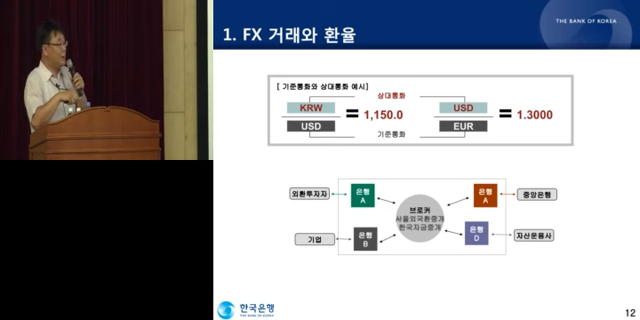 THE BANK OF KOREA
1. FX 거래와 환율
[ 기준통화와 상대통화 예시]
상대통화
KRW
USD
= 1,150.0
USD
EUR
= 1.3000
기준통화
외환투자자
은행
A
은행
A
중앙은행
브로커
서울외국환중개
한국자금중개
기업
은행
B
은행
D
자산운용사
한국은행
THE BANK OF KOREA
12